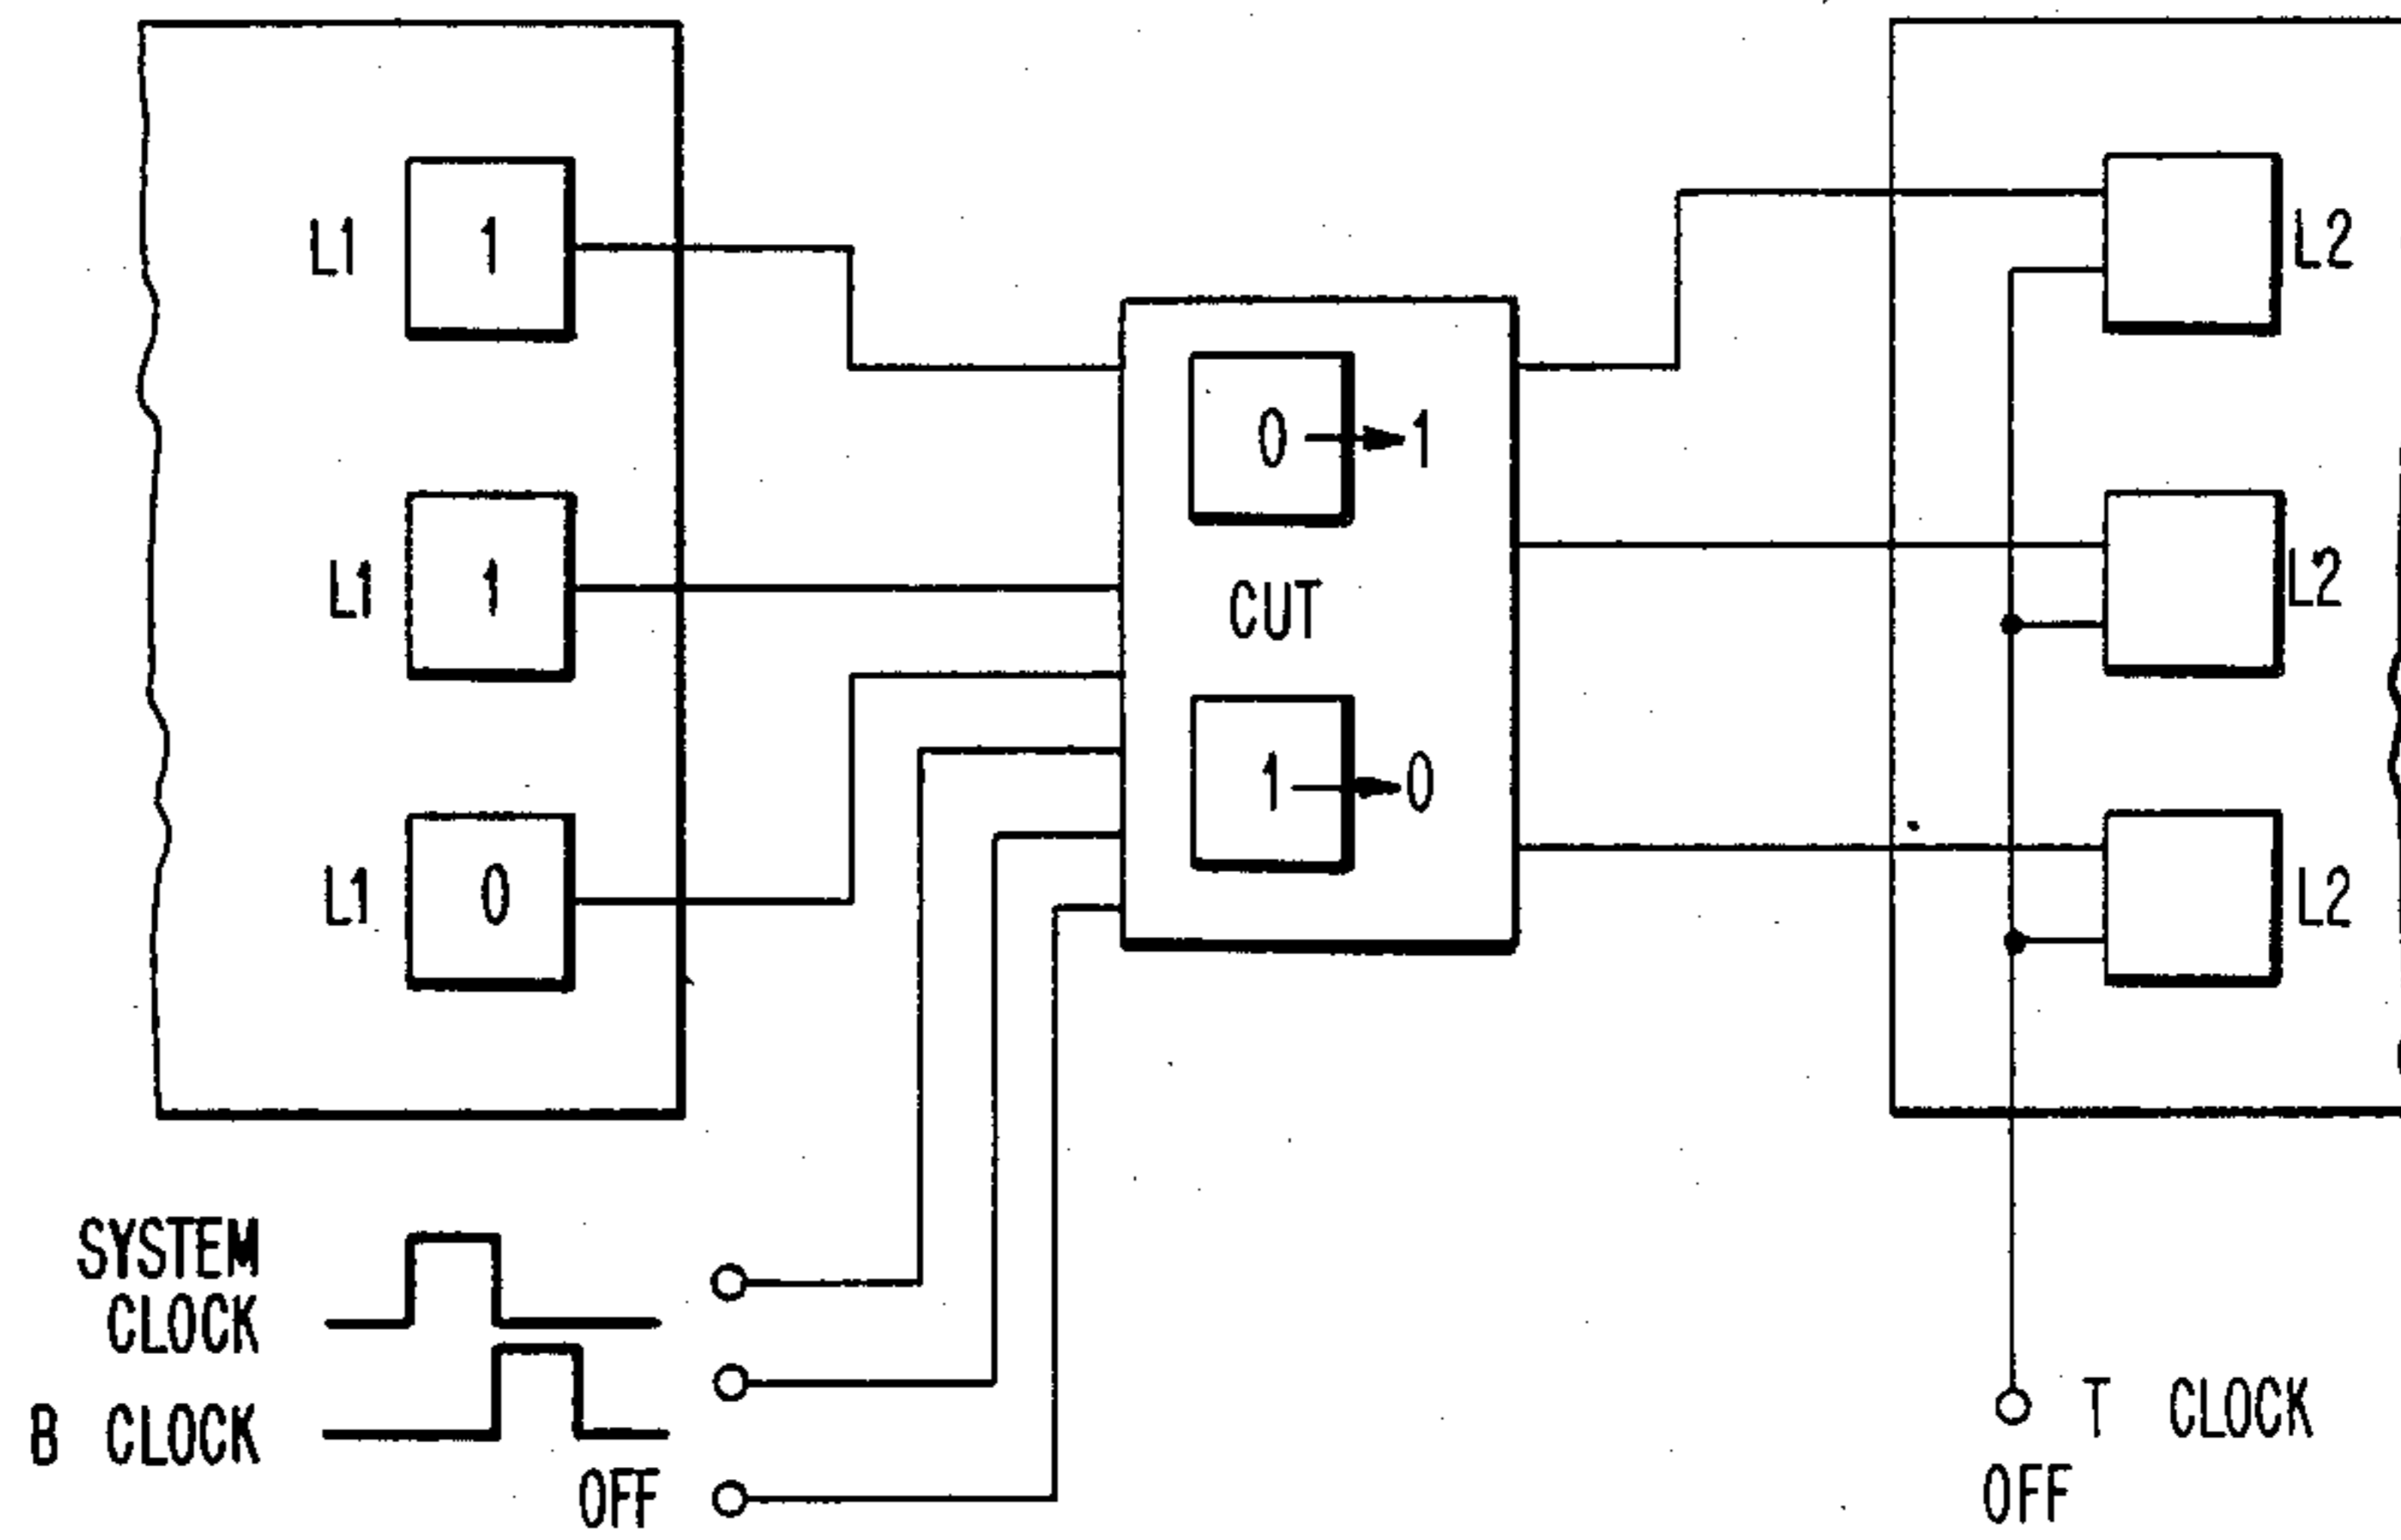 L1 1
L2
0 1
L1 1
CUT
L2
1 0
L1 0
L2
SYSTEM
CLOCK
B CLOCK
OFF
T CLOCK
OFF